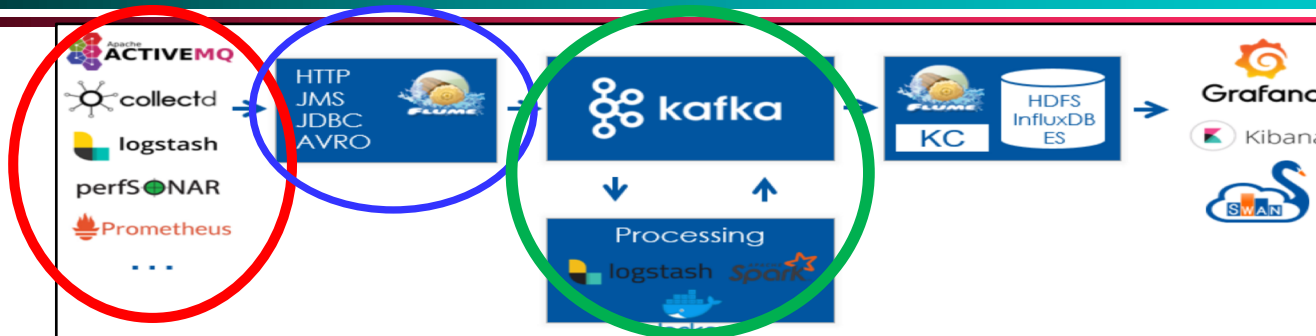 Apache
ACTIVEMQ
collectd
logstash
perfSONAR
Prometheus
...
HTTP
JMS
JDBC
AVRO
FLUME
kafka
Processing
logstash Spark
FLUME
KC
HDFS
InfluxDB
ES
Grafana
Kibana
SWAN